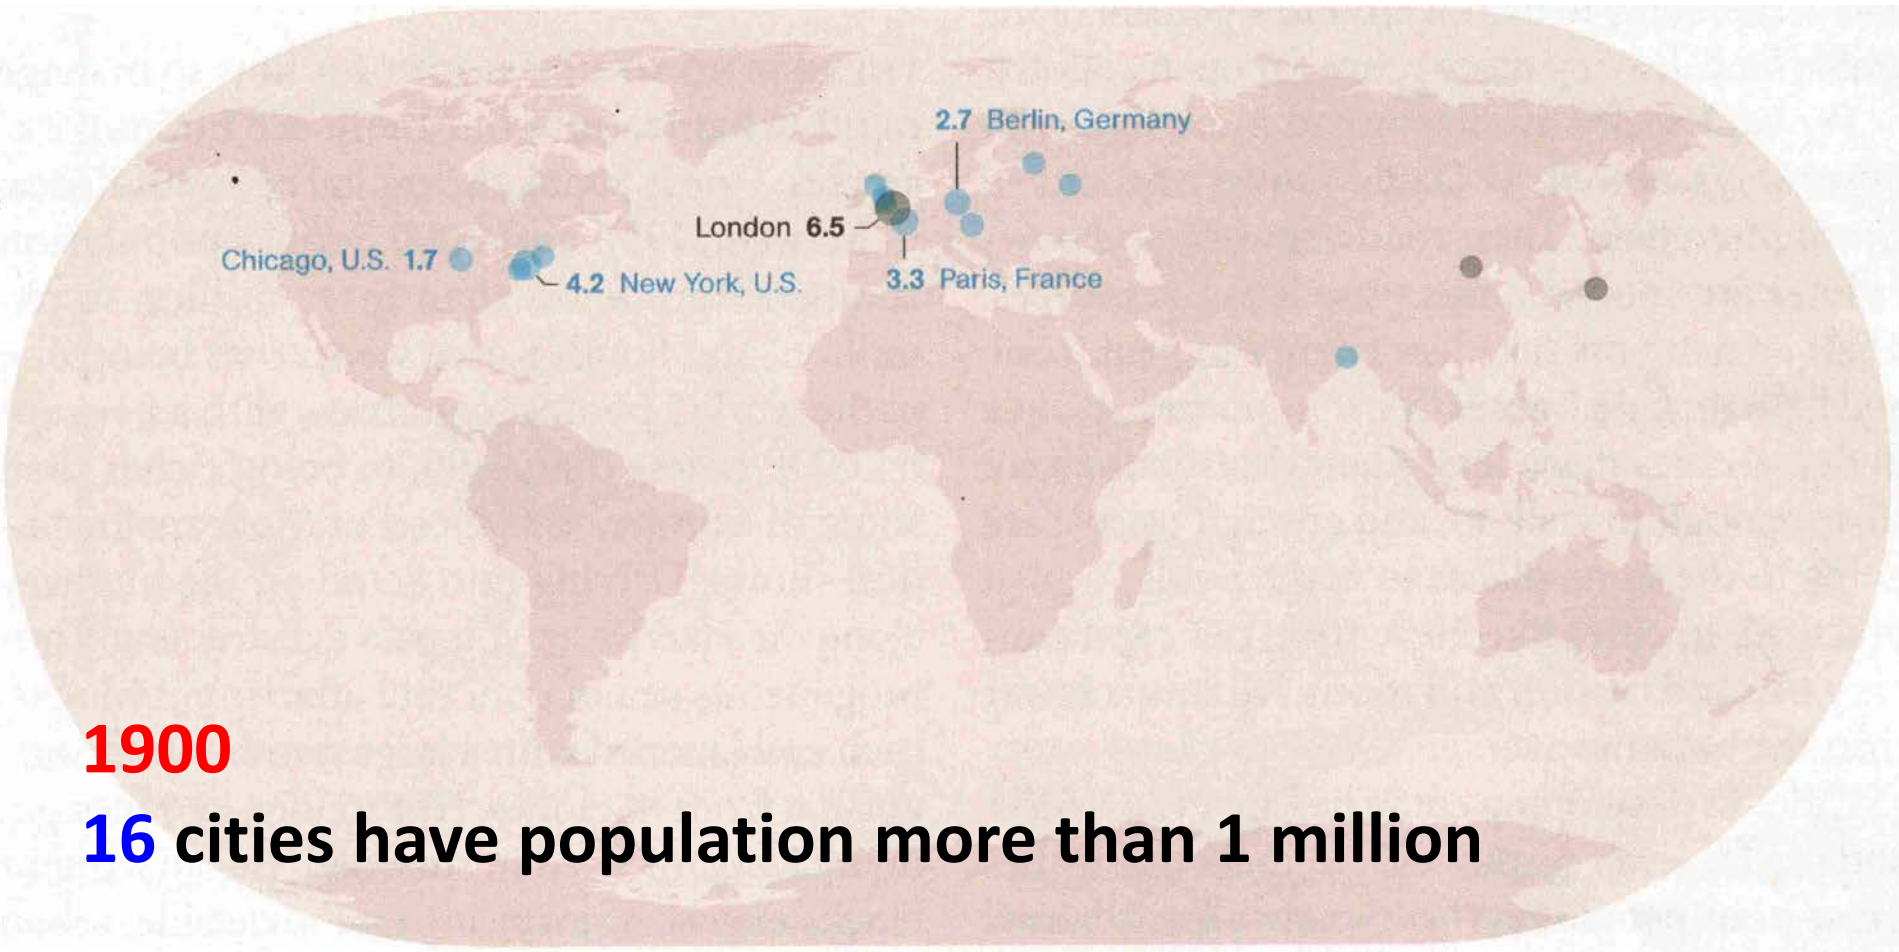 2.7 Berlin, Germany
London 6.5
Chicago, U.S. 1.7
4.2 New York, U.S.
3.3 Paris, France
1900
16 cities have population more than 1 million